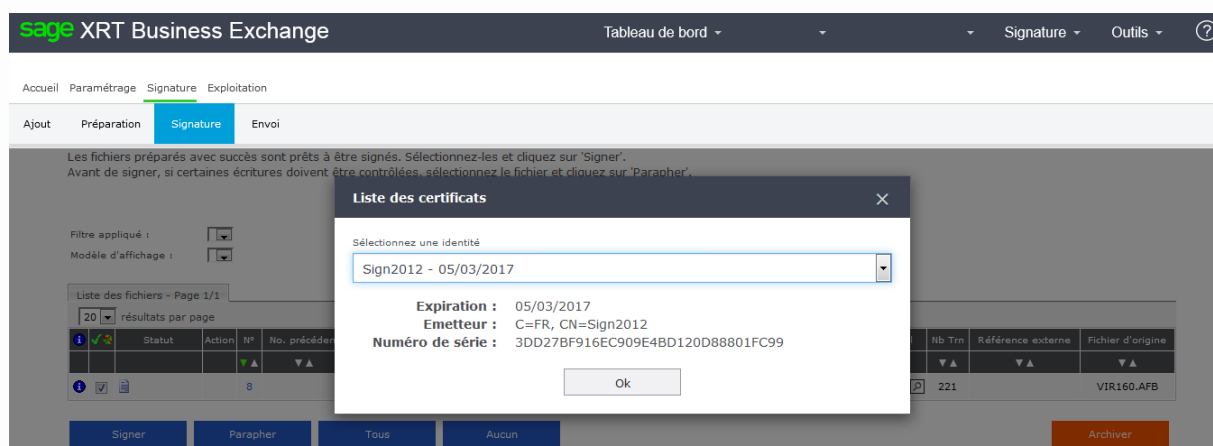 sage XRT Business Exchange Tableau de bord Signature Outils ?
Accueil Paramétrage Signature Exploitation
Ajout Préparation Signature Envoi
Les fichiers préparés avec succès sont prêts à être signés. Sélectionnez-les et cliquez sur 'Signer'.
Avant de signer, si certaines écritures doivent être contrôlées, sélectionnez le fichier et cliquez sur 'Parapher'.
Liste des certificats
Filtre appliqué :
Modèle d'affichage :
Sélectionnez une identité
Sign2012 - 05/03/2017
Expiration : 05/03/2017
Emetteur : C=FR, CN=Sign2012
Numéro de série : 3DD27BF916EC909E4BD120D88801FC99
Ok
Liste des fichiers - Page 1/1
20 résultats par page
Statut Action N° No. précéden Nb Trn Référence externe Fichier d'origine
8 221 VIR160.AFB
Signer Parapher Tous Aucun Archiver